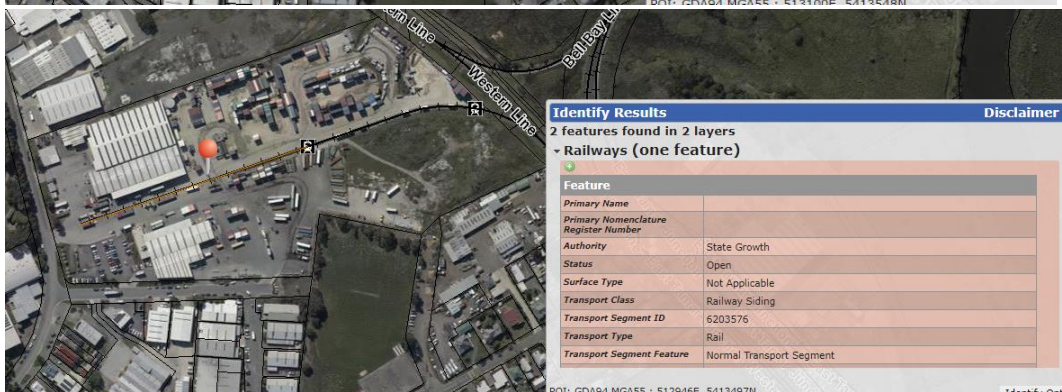 POI: GDA94 MGA55 : 513100E, 5413548N
Western Line
Bell Bay Line
Western Line
Identify Results Disclaimer
2 features found in 2 layers
Railways (one feature)
Feature
Primary Name
Primary Nomenclature
Register Number
Authority State Growth
Status Open
Surface Type Not Applicable
Transport Class Railway Siding
Transport Segment ID 6203576
Transport Type Rail
Transport Segment Feature Normal Transport Segment
POI: GDA94 MGA55 : 512946E, 5413497N
Identify Opt